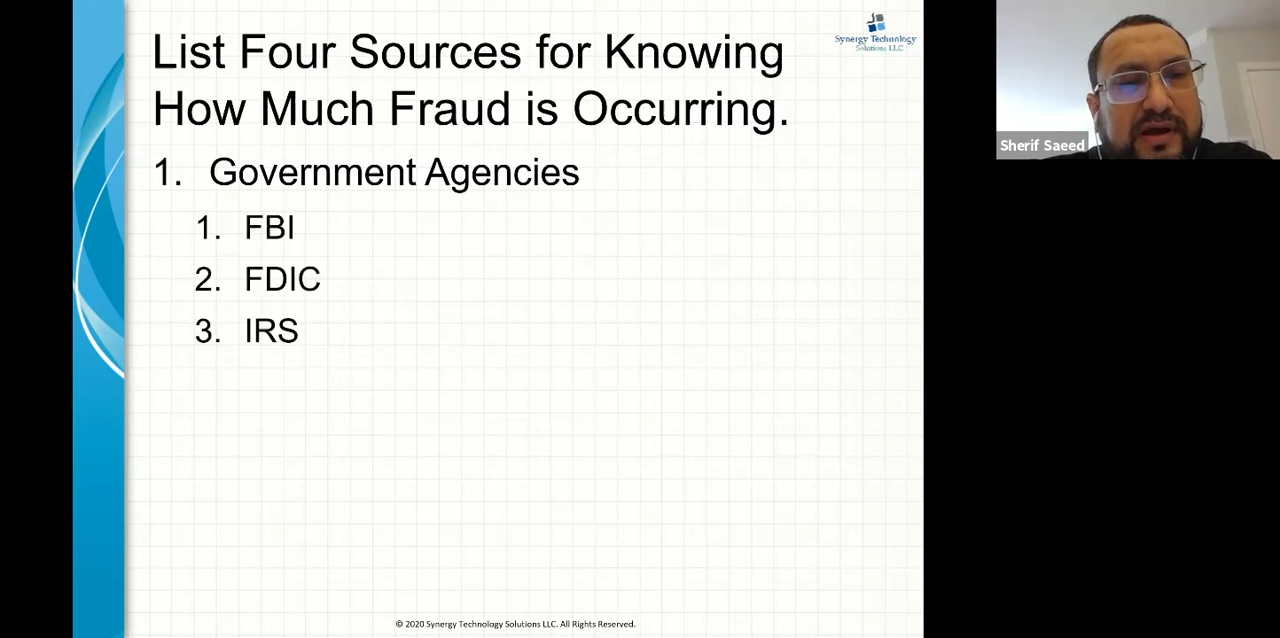 List Four Sources for Knowing
How Much Fraud is Occurring.
Synergy Technology
Solutions LLC
1. Government Agencies
1. FBI
2. FDIC
3. IRS
Sherif Saeed
© 2020 Synergy Technology Solutions LLC. All Rights Reserved.